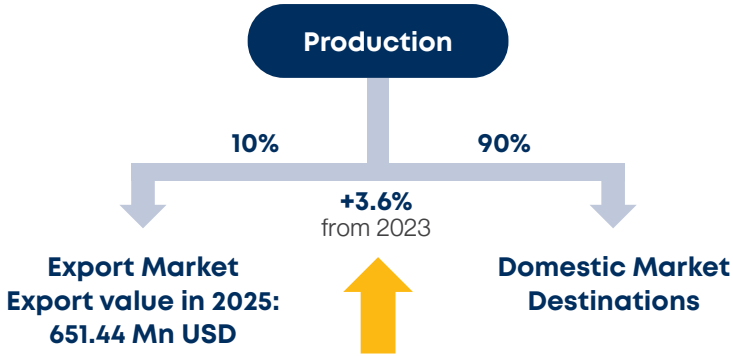 Production
10%
90%
+3.6%
from 2023
Export Market
Export value in 2025:
651.44 Mn USD
Domestic Market
Destinations